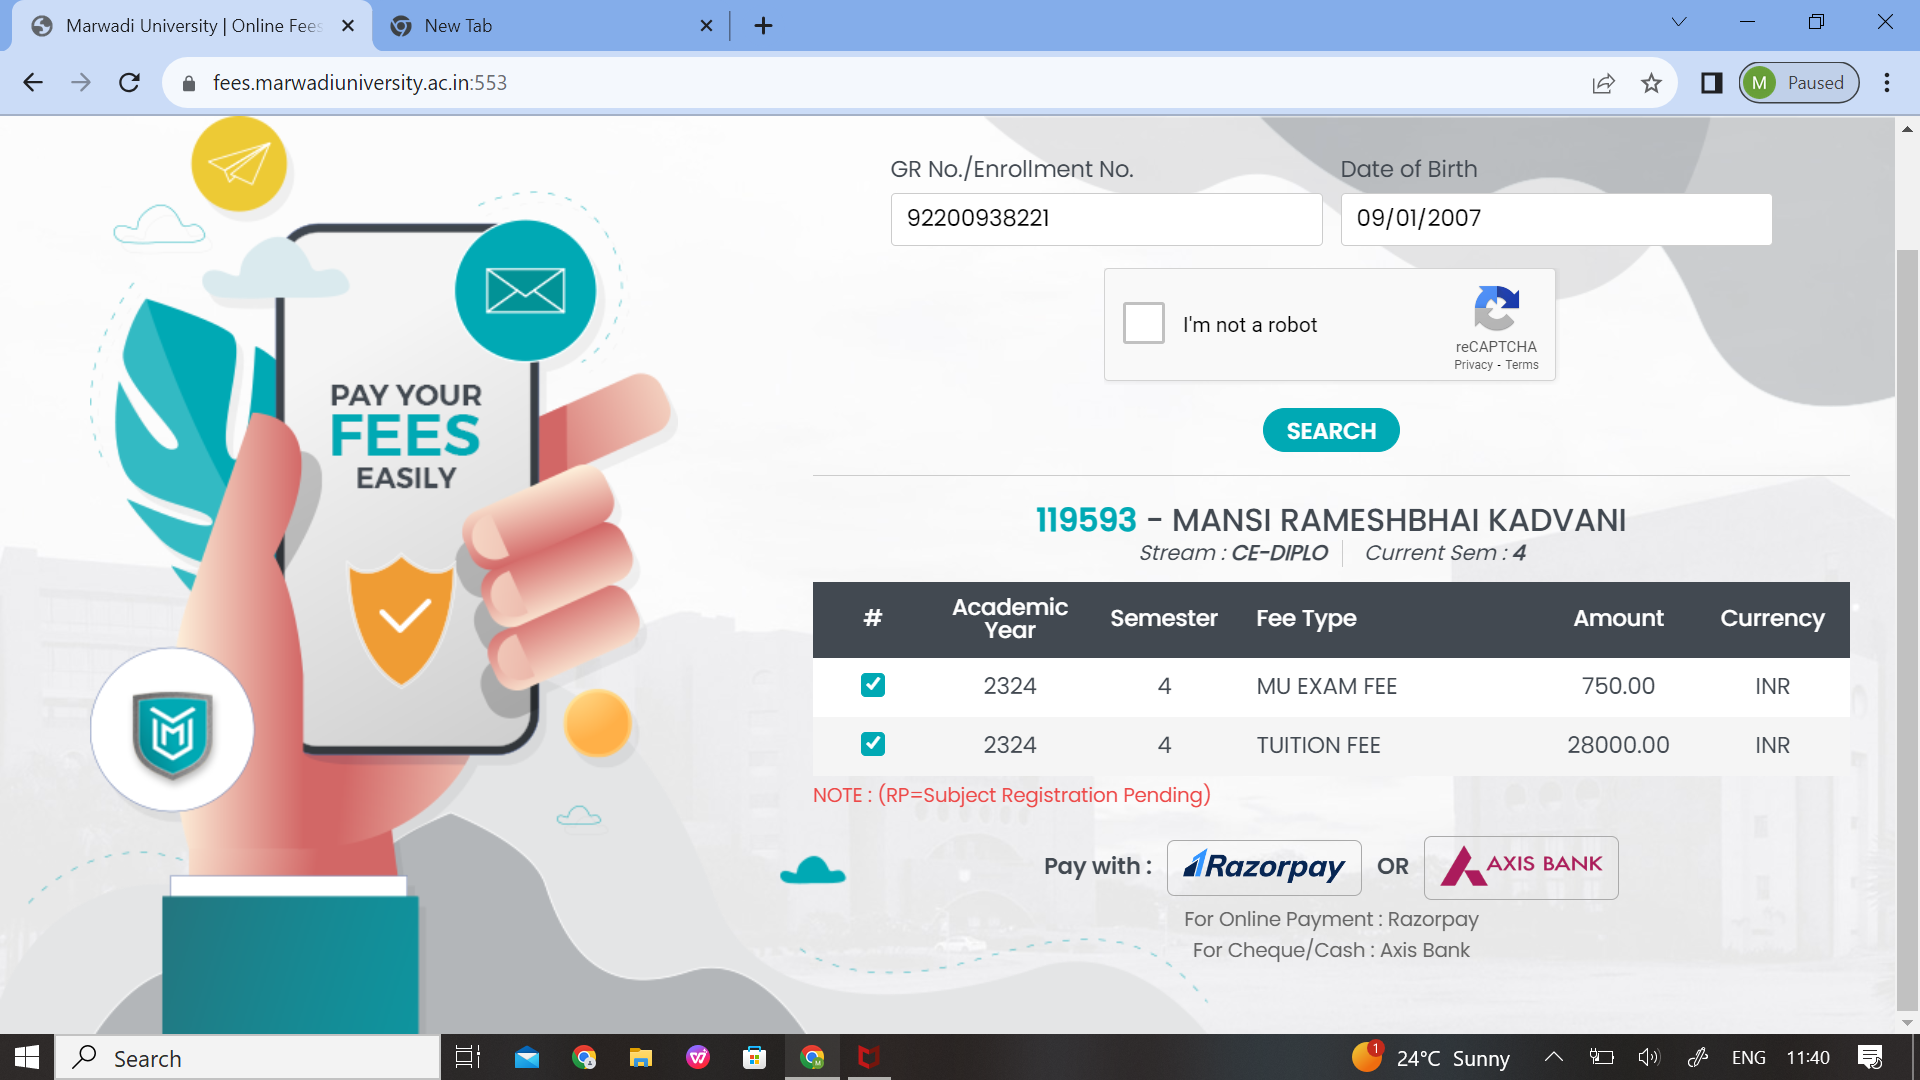 Marwadi University | Online Fees
New Tab
fees.marwadiuniversity.ac.in:553
M Paused
GR No./Enrollment No. Date of Birth
92200938221 09/01/2007
I'm not a robot
reCAPTCHA
Privacy - Terms
SEARCH
PAY YOUR
FEES
EASILY
119593 - MANSI RAMESHBHAI KADVANI
Stream : CE-DIPLO Current Sem : 4
# Academic Year Semester Fee Type Amount Currency
2324 4 MU EXAM FEE 750.00 INR
2324 4 TUITION FEE 28000.00 INR
NOTE : (RP=Subject Registration Pending)
Pay with : Razorpay OR AXIS BANK
For Online Payment : Razorpay
For Cheque/Cash : Axis Bank
Search
1 24°C Sunny ENG 11:40